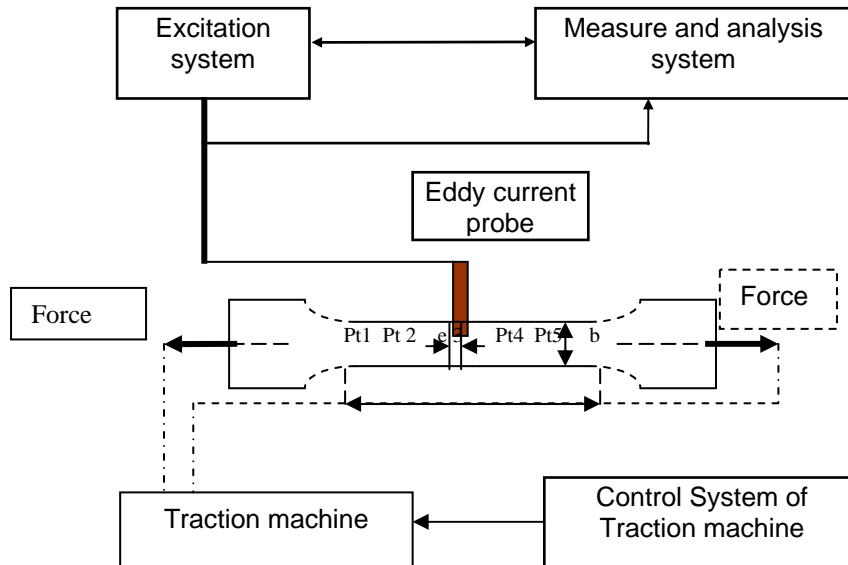 Excitation
system
Measure and analysis
system
Eddy current
probe
Force
Force
Pt1 Pt 2 e 3 Pt4 Pt5 b
Traction machine
Control System of
Traction machine